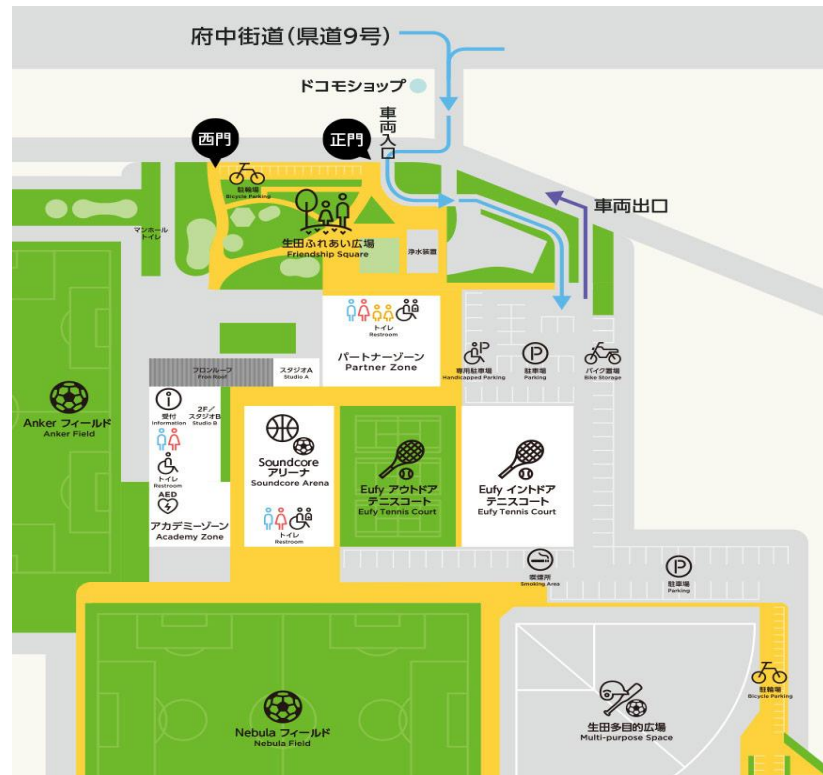 府中街道(県道9号)
ドコモショップ
車両入口
西門
正門
駐輪場
Bicycle Parking
車両出口
マンホール
トイレ
生田ふれあい広場
Friendship Square
浄水装置
トイレ
Restroom
パートナーゾーン
Partner Zone
専用駐車場
Handicapped Parking
駐車場
Parking
バイク置場
Bike Storage
フロンルーフ
Fron Roof
スタジオA
Studio A
受付
Information
2F/
スタジオB
Studio B
Anker フィールド
Anker Field
トイレ
Restroom
AED
アカデミーゾーン
Academy Zone
Soundcore
アリーナ
Soundcore Arena
トイレ
Restroom
Eufy アウトドア
テニスコート
Eufy Tennis Court
Eufy インドア
テニスコート
Eufy Tennis Court
喫煙所
Smoking Area
駐車場
Parking
駐輪場
Bicycle Parking
Nebula フィールド
Nebula Field
生田多目的広場
Multi-purpose Space